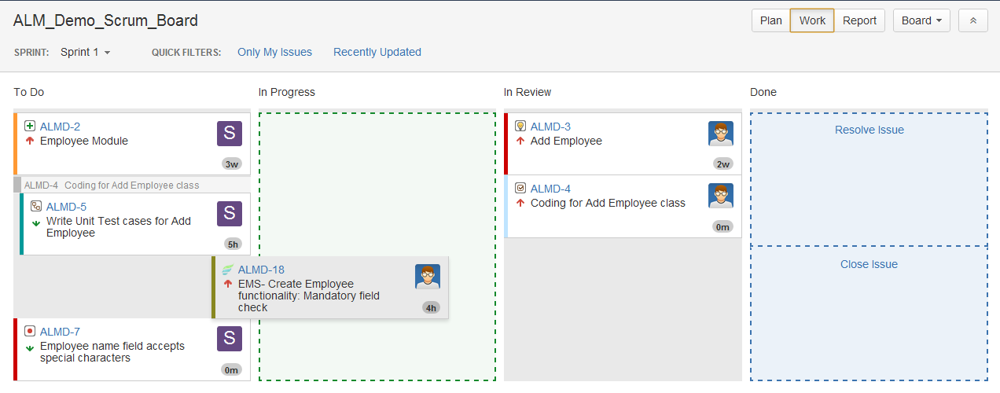 ALM_Demo_Scrum_Board
Plan Work Report Board
SPRINT: Sprint 1 QUICK FILTERS: Only My Issues Recently Updated
To Do In Progress In Review Done
ALMD-2
Employee Module
S
3w
ALMD-4 Coding for Add Employee class
ALMD-5
Write Unit Test cases for Add
Employee
S
5h
ALMD-18
EMS- Create Employee
functionality: Mandatory field
check
4h
ALMD-7
Employee name field accepts
special characters
S
0m
ALMD-3
Add Employee
2w
ALMD-4
Coding for Add Employee class
0m
Resolve Issue
Close Issue